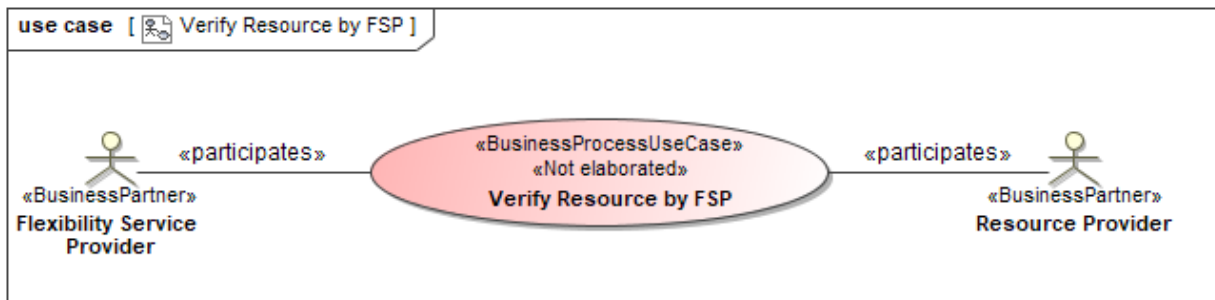 use case [ Verify Resource by FSP ]
«participates»
«BusinessPartner»
Flexibility Service
Provider
«BusinessProcessUseCase»
«Not elaborated»
Verify Resource by FSP
«participates»
«BusinessPartner»
Resource Provider